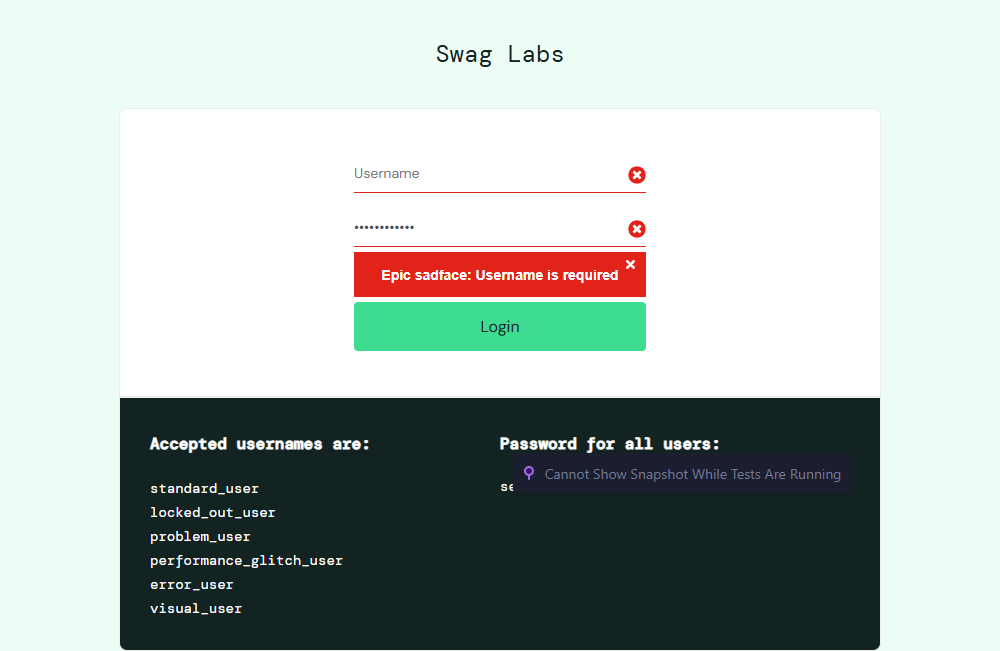 Swag Labs
Username
••••••••••••
Epic sadface: Username is required
Login
Accepted usernames are:
standard_user
locked_out_user
problem_user
performance_glitch_user
error_user
visual_user
Password for all users:
Cannot Show Snapshot While Tests Are Running